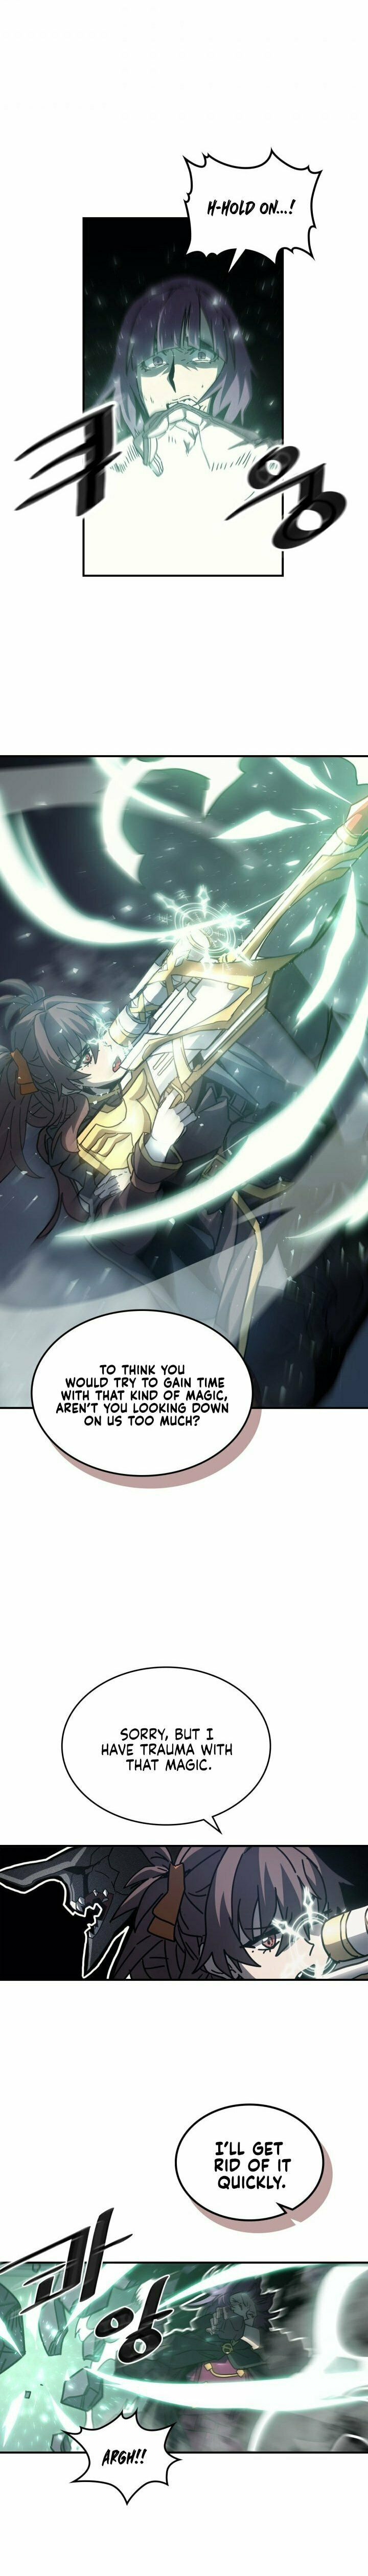 H-HOLD ON...!
쿠
웅
TO THINK YOU
WOULD TRY TO GAIN TIME
WITH THAT KIND OF MAGIC,
AREN'T YOU LOOKING DOWN
ON US TOO MUCH?
SORRY, BUT I
HAVE TRAUMA WITH
THAT MAGIC.
I'LL GET
RID OF IT
QUICKLY.
콰
앙
ARGH!!